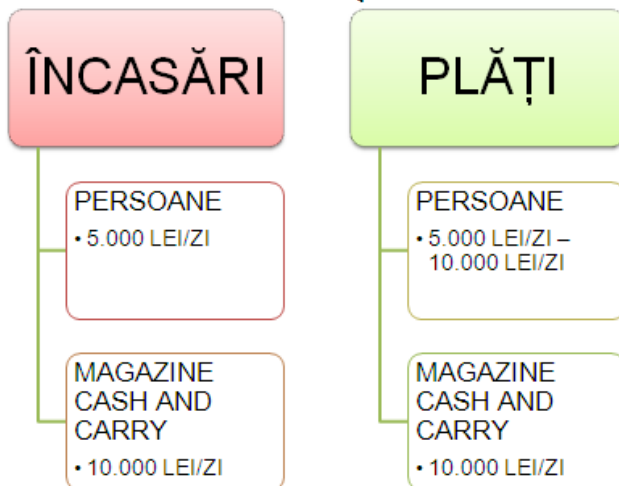 ÎNCASĂRI
PERSOANE
• 5.000 LEI/ZI
MAGAZINE
CASH AND
CARRY
• 10.000 LEI/ZI
PLĂȚI
PERSOANE
• 5.000 LEI/ZI –
10.000 LEI/ZI
MAGAZINE
CASH AND
CARRY
• 10.000 LEI/ZI